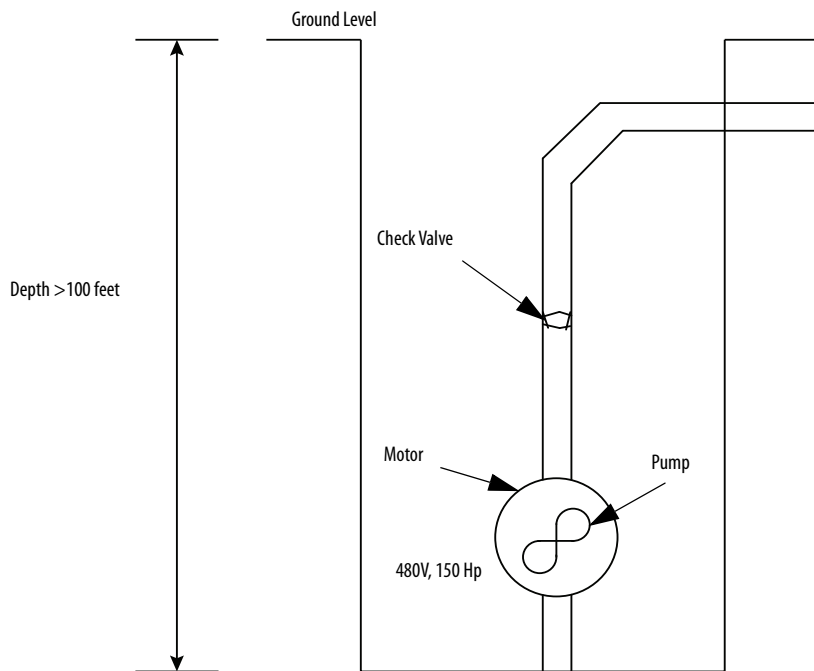 Ground Level
Check Valve
Depth >100 feet
Motor
Pump
480V, 150 Hp